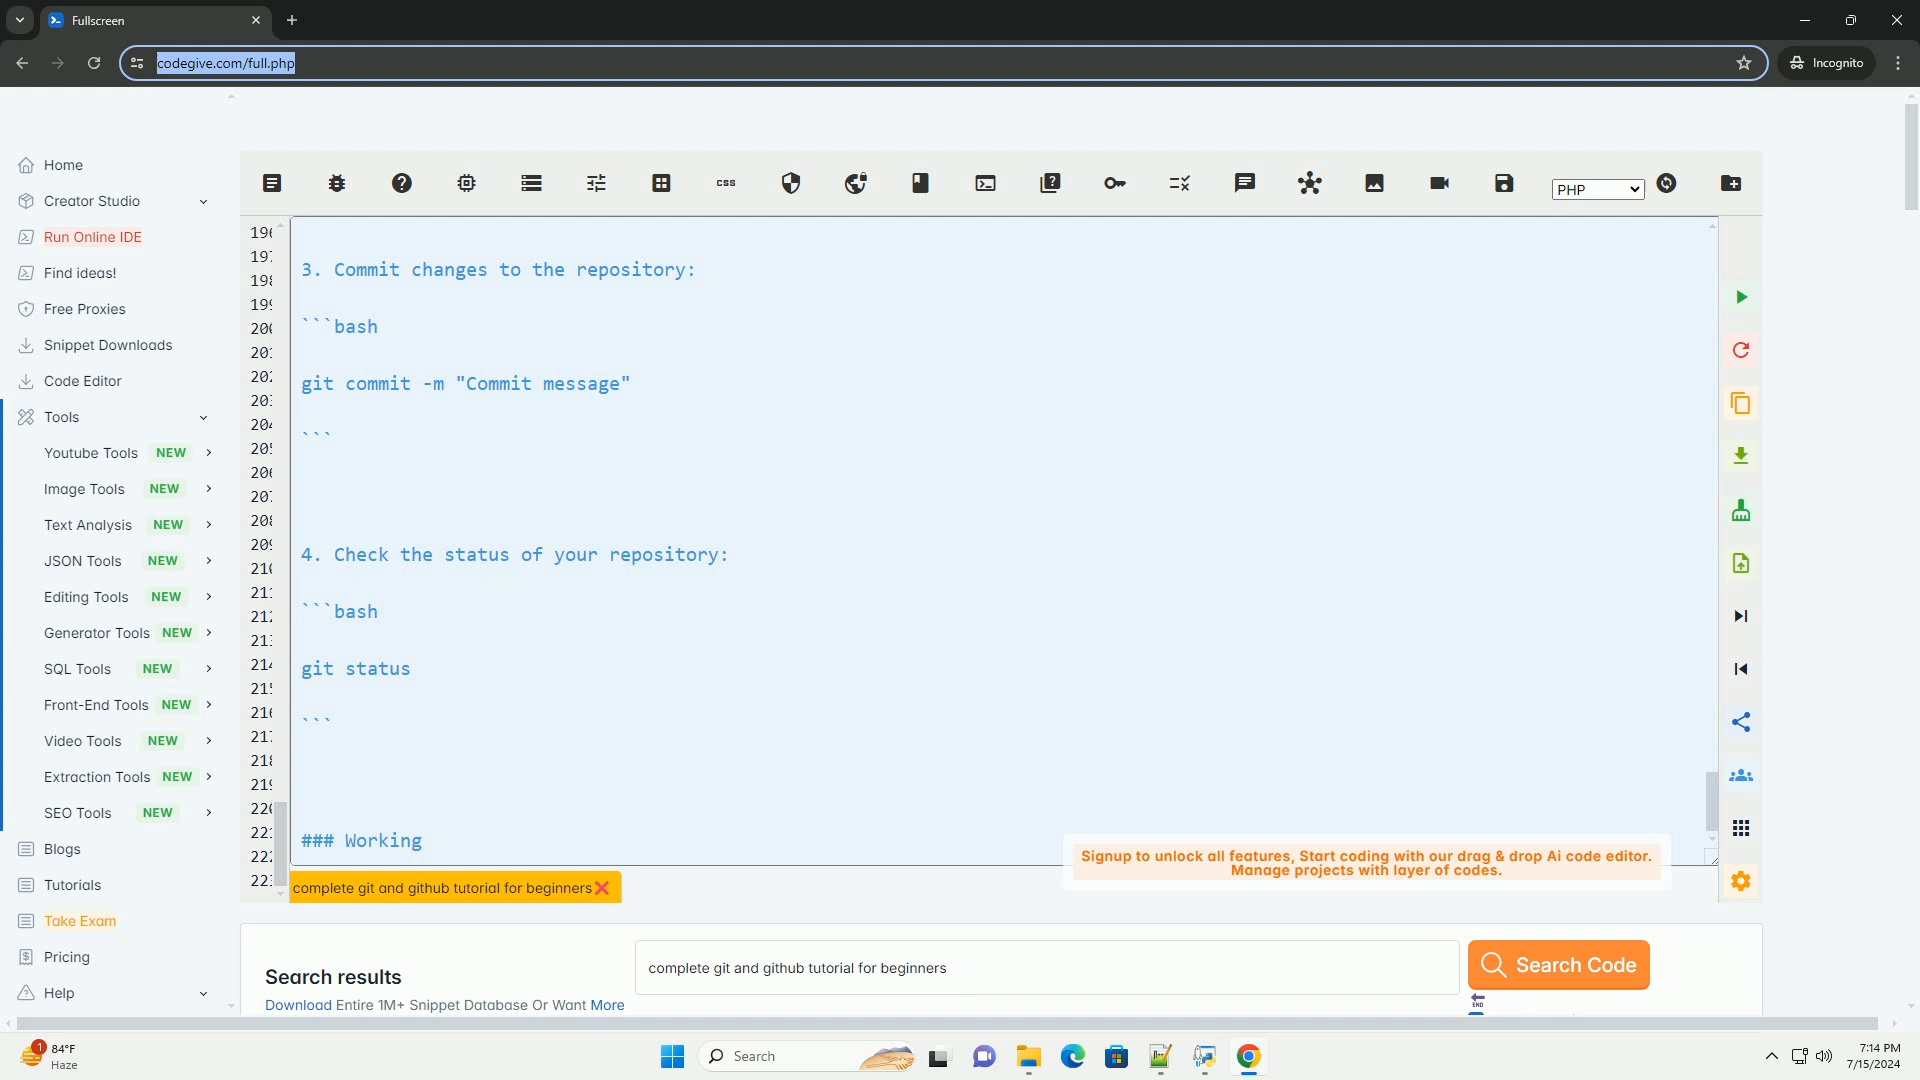 Fullscreen
codegive.com/full.php
Incognito
Home
Creator Studio
Run Online IDE
Find ideas!
Free Proxies
Snippet Downloads
Code Editor
Tools
Youtube Tools NEW
Image Tools NEW
Text Analysis NEW
JSON Tools NEW
Editing Tools NEW
Generator Tools NEW
SQL Tools NEW
Front-End Tools NEW
Video Tools NEW
Extraction Tools NEW
SEO Tools NEW
Blogs
Tutorials
Take Exam
Pricing
Help
CSS
PHP
3. Commit changes to the repository:
```bash
git commit -m "Commit message"
```
4. Check the status of your repository:
```bash
git status
```
### Working
Signup to unlock all features, Start coding with our drag & drop Ai code editor.
Manage projects with layer of codes.
complete git and github tutorial for beginners
Search results
Download Entire 1M+ Snippet Database Or Want More
complete git and github tutorial for beginners
Search Code
END
1
84°F
Haze
Search
7:14 PM
7/15/2024